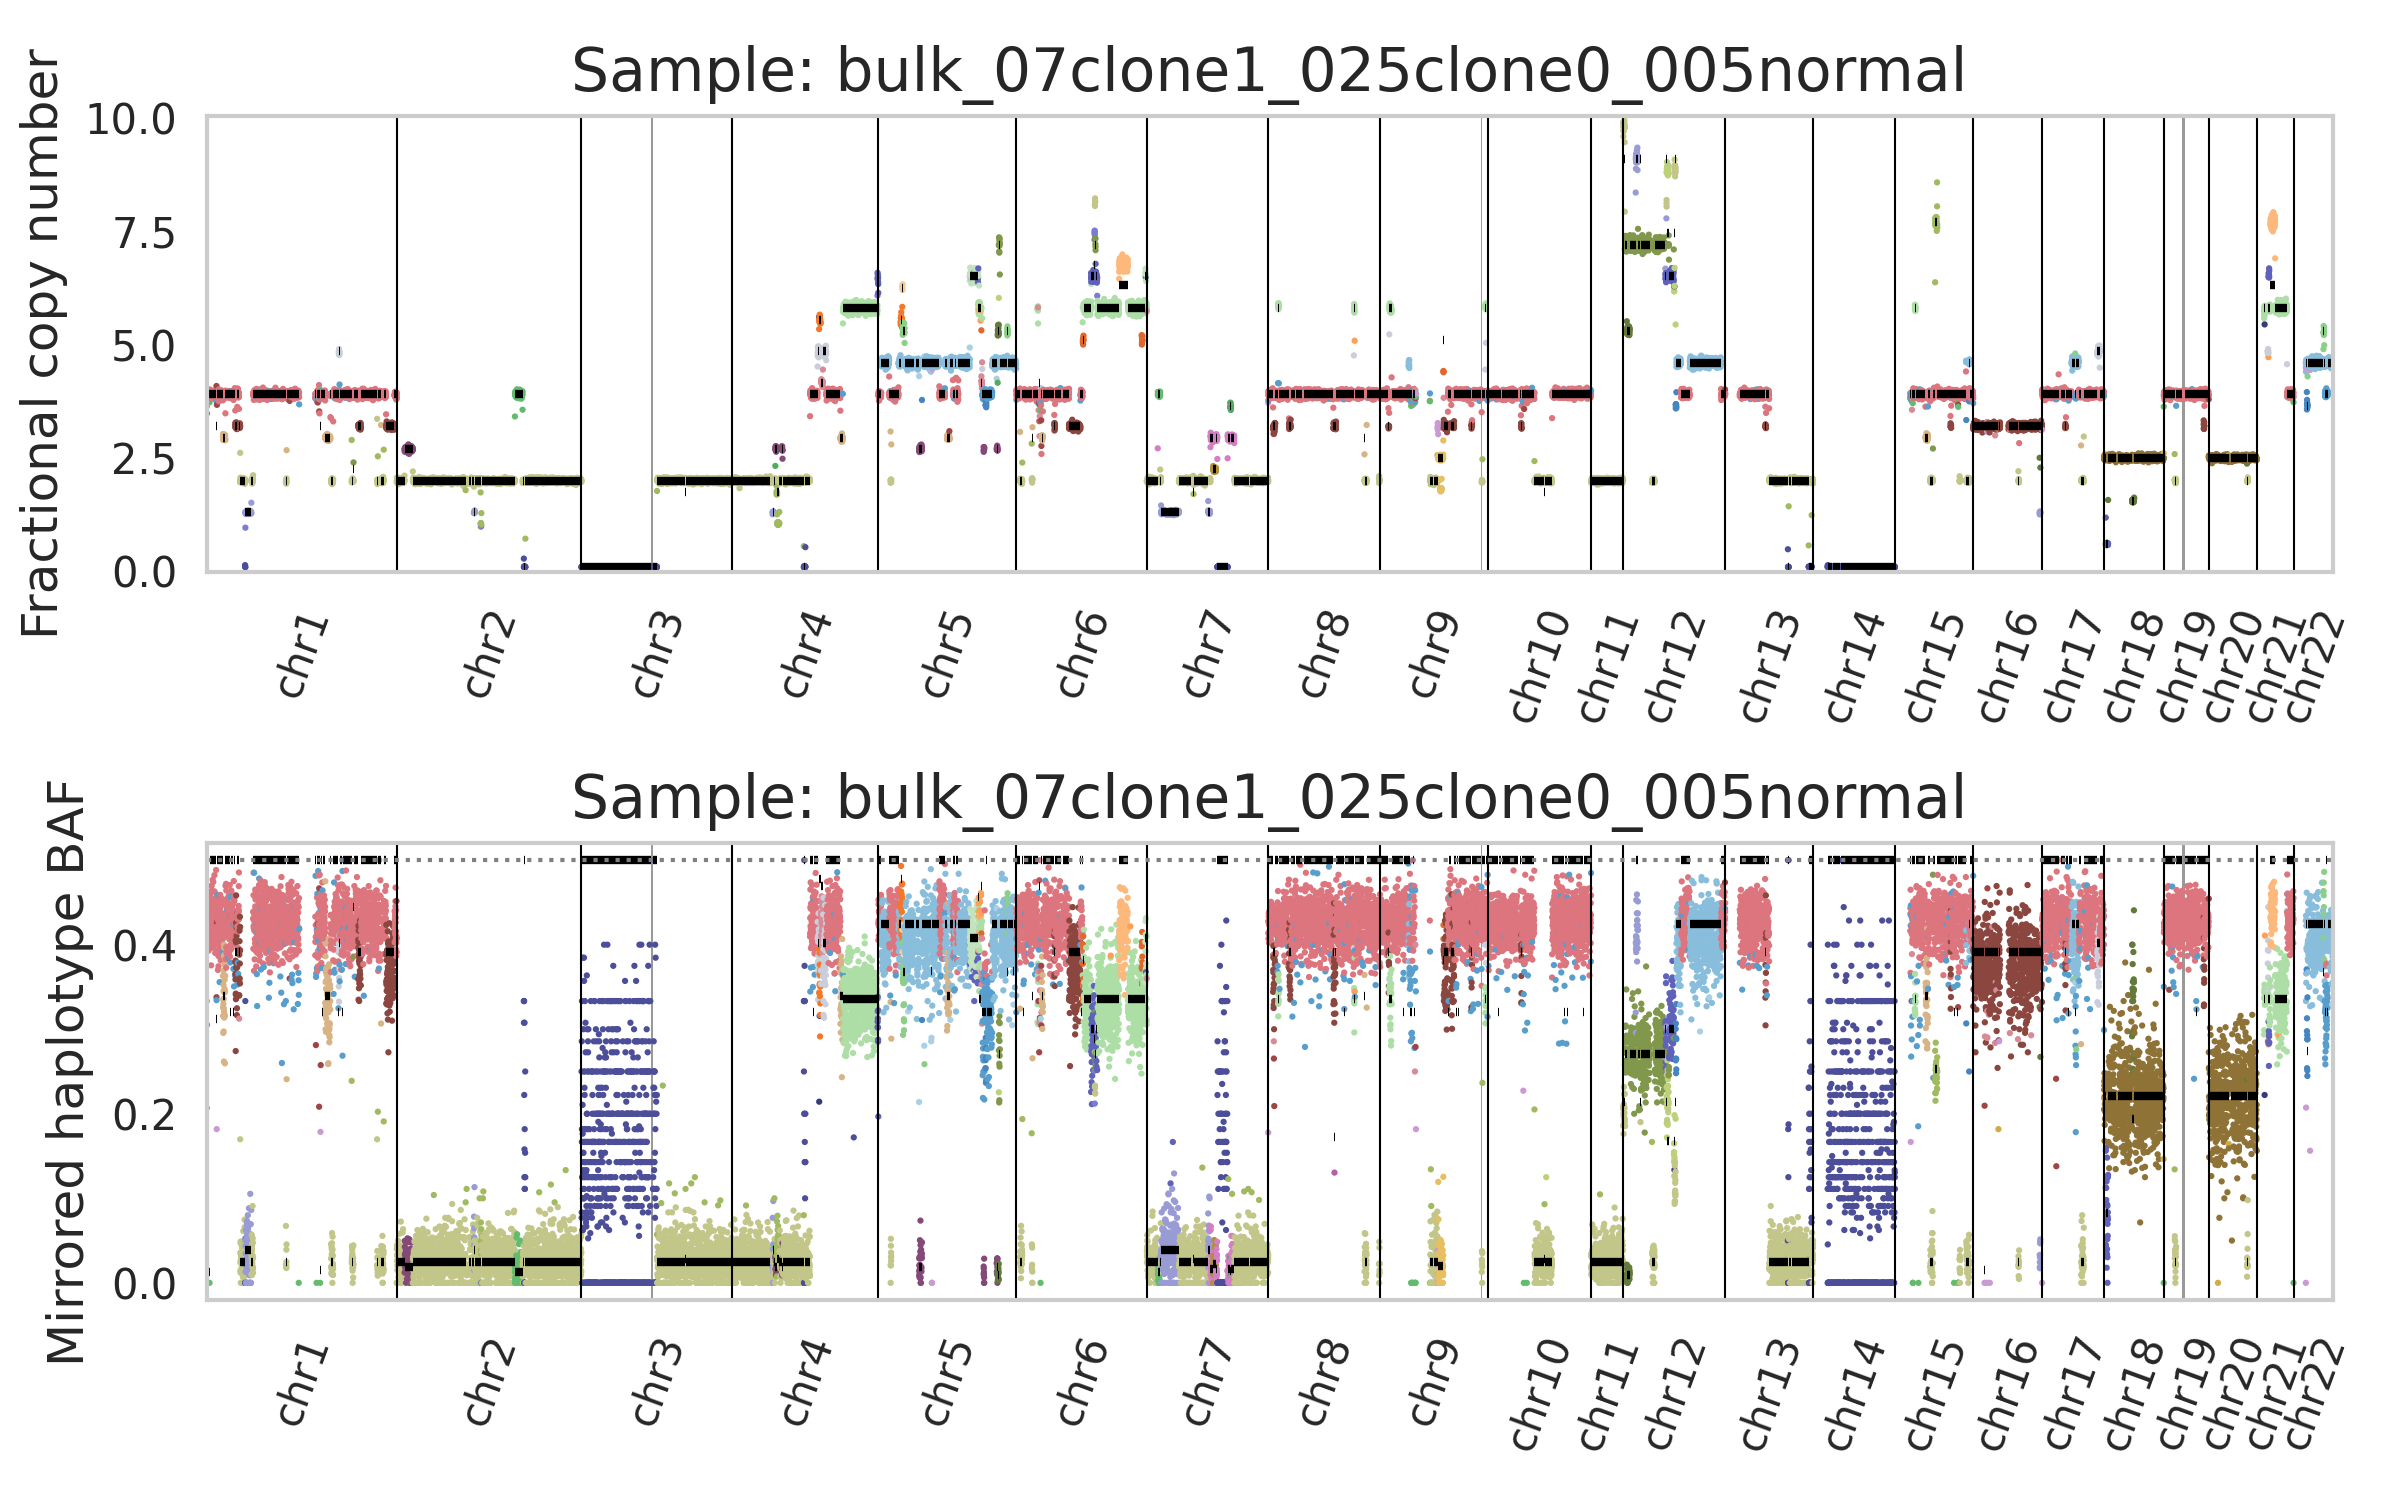 Sample: bulk_07clone1_025clone0_005normal
Fractional copy number
10.0
7.5
5.0
2.5
0.0
chr1 chr2 chr3 chr4 chr5 chr6 chr7 chr8 chr9 chr10 chr11 chr12 chr13 chr14 chr15 chr16 chr17 chr18 chr19 chr20 chr21 chr22
Sample: bulk_07clone1_025clone0_005normal
Mirrored haplotype BAF
0.4
0.2
0.0
chr1 chr2 chr3 chr4 chr5 chr6 chr7 chr8 chr9 chr10 chr11 chr12 chr13 chr14 chr15 chr16 chr17 chr18 chr19 chr20 chr21 chr22